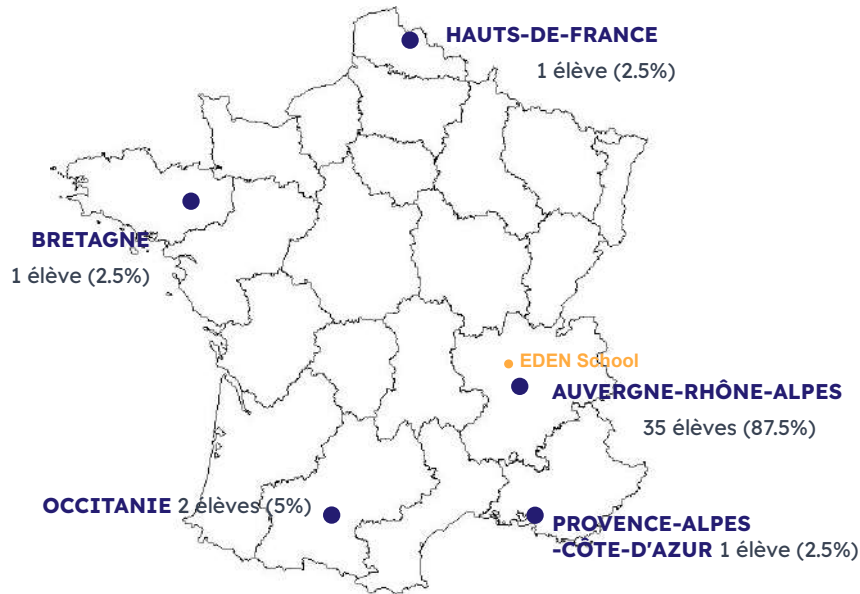 HAUTS-DE-FRANCE
1 élève (2.5%)
BRETAGNE
1 élève (2.5%)
EDEN School
AUVERGNE-RHÔNE-ALPES
35 élèves (87.5%)
OCCITANIE 2 élèves (5%)
PROVENCE-ALPES
-CÔTE-D'AZUR 1 élève (2.5%)